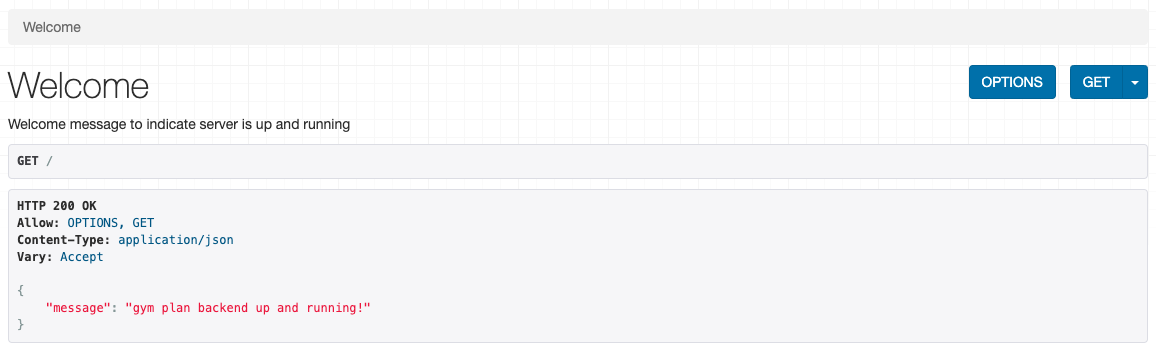 Welcome
Welcome
OPTIONS
GET
Welcome message to indicate server is up and running
GET /
HTTP 200 OK
Allow: OPTIONS, GET
Content-Type: application/json
Vary: Accept
{
    "message": "gym plan backend up and running!"
}